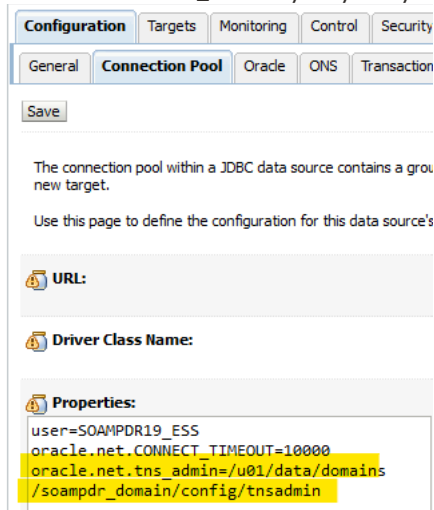 Configuration Targets Monitoring Control Security
General Connection Pool Oracle ONS Transaction
Save
The connection pool within a JDBC data source contains a grou
new target.
Use this page to define the configuration for this data source's
URL:
Driver Class Name:
Properties:
user=SOAMPDR19_ESS
oracle.net.CONNECT_TIMEOUT=10000
oracle.net.tns_admin=/u01/data/domains
/soampdr_domain/config/tnsadmin